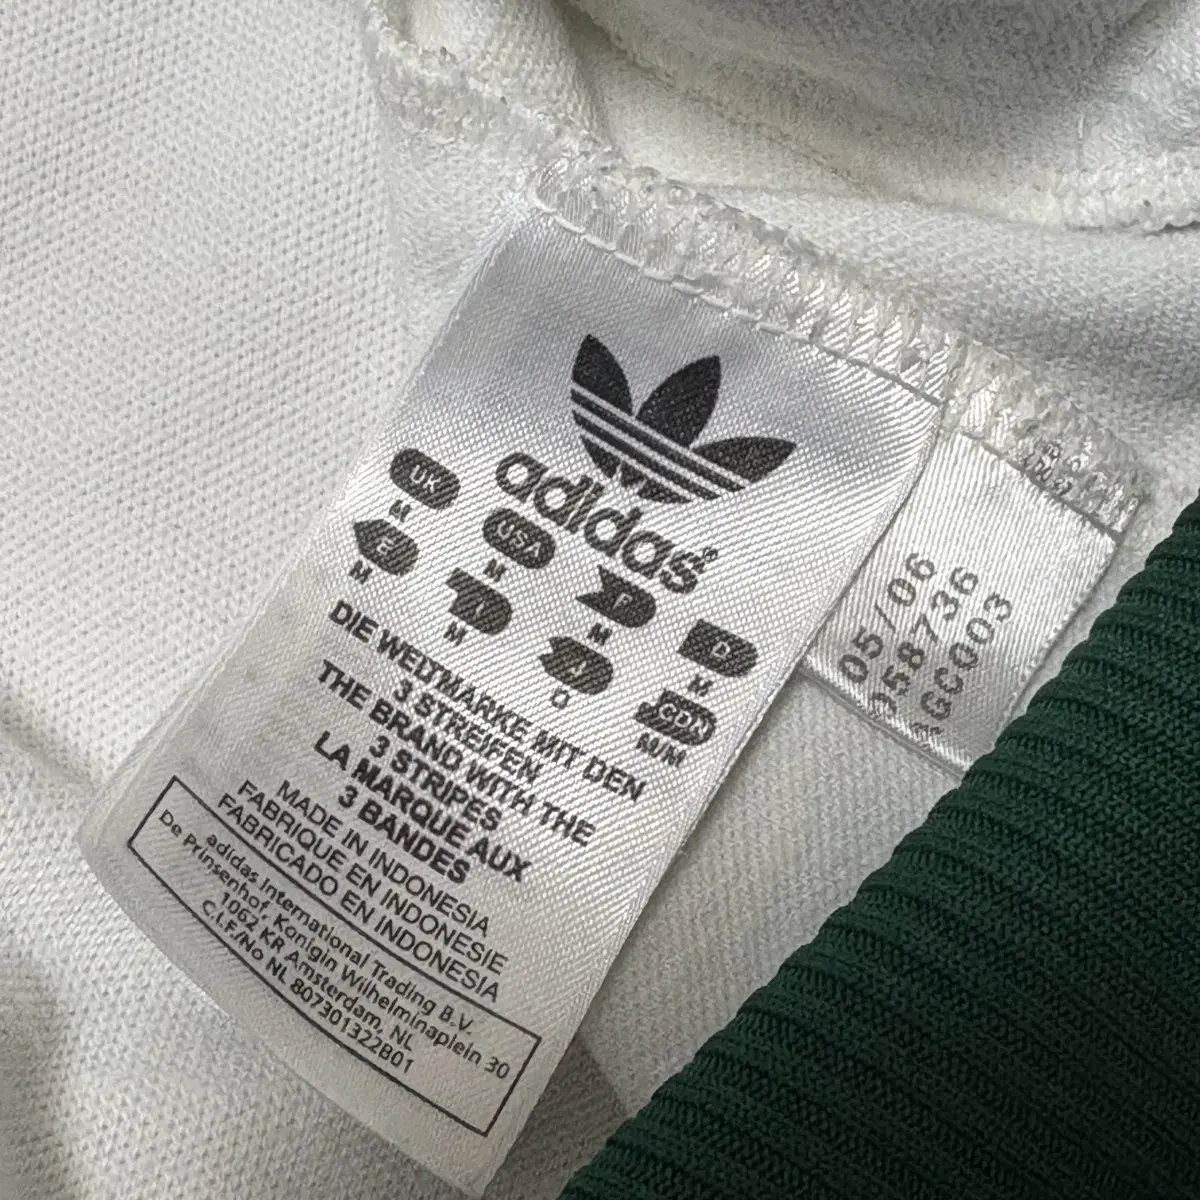 adidas®
UK USA F D
M M M M
2 I J CDN
M M O M/M
DIE WELTMARKE MIT DEN
3 STREIFEN
THE BRAND WITH THE
3 STRIPES
LA MARQUE AUX
3 BANDES
MADE IN INDONESIA
FABRIQUE EN INDONESIE
FABRICADO EN INDONESIA
adidas International Trading B.V.
De Prinsenhof, Konigin Wilhelminaplein 30
1062 KR Amsterdam, NL
C.I.F/No NL 807301322B01
05/06
358736
1GC003